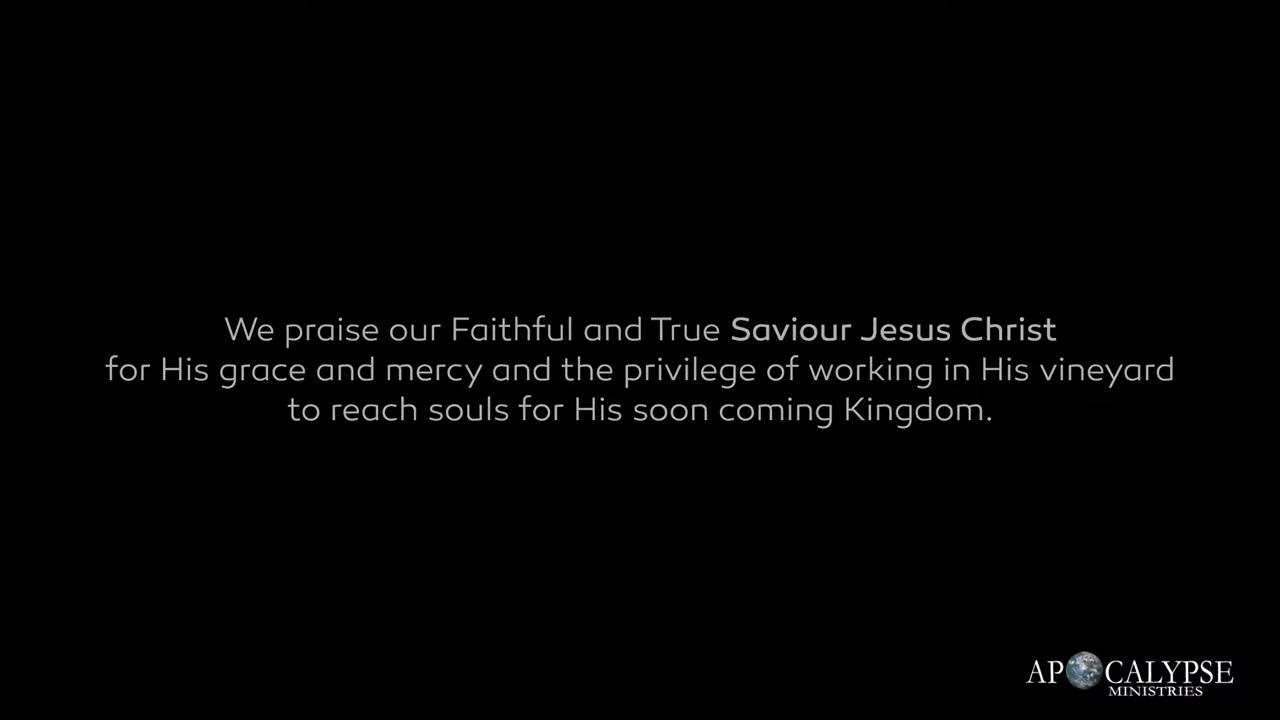 We praise our Faithful and True Saviour Jesus Christ
for His grace and mercy and the privilege of working in His vineyard
to reach souls for His soon coming Kingdom.
APOCALYPSE
MINISTRIES